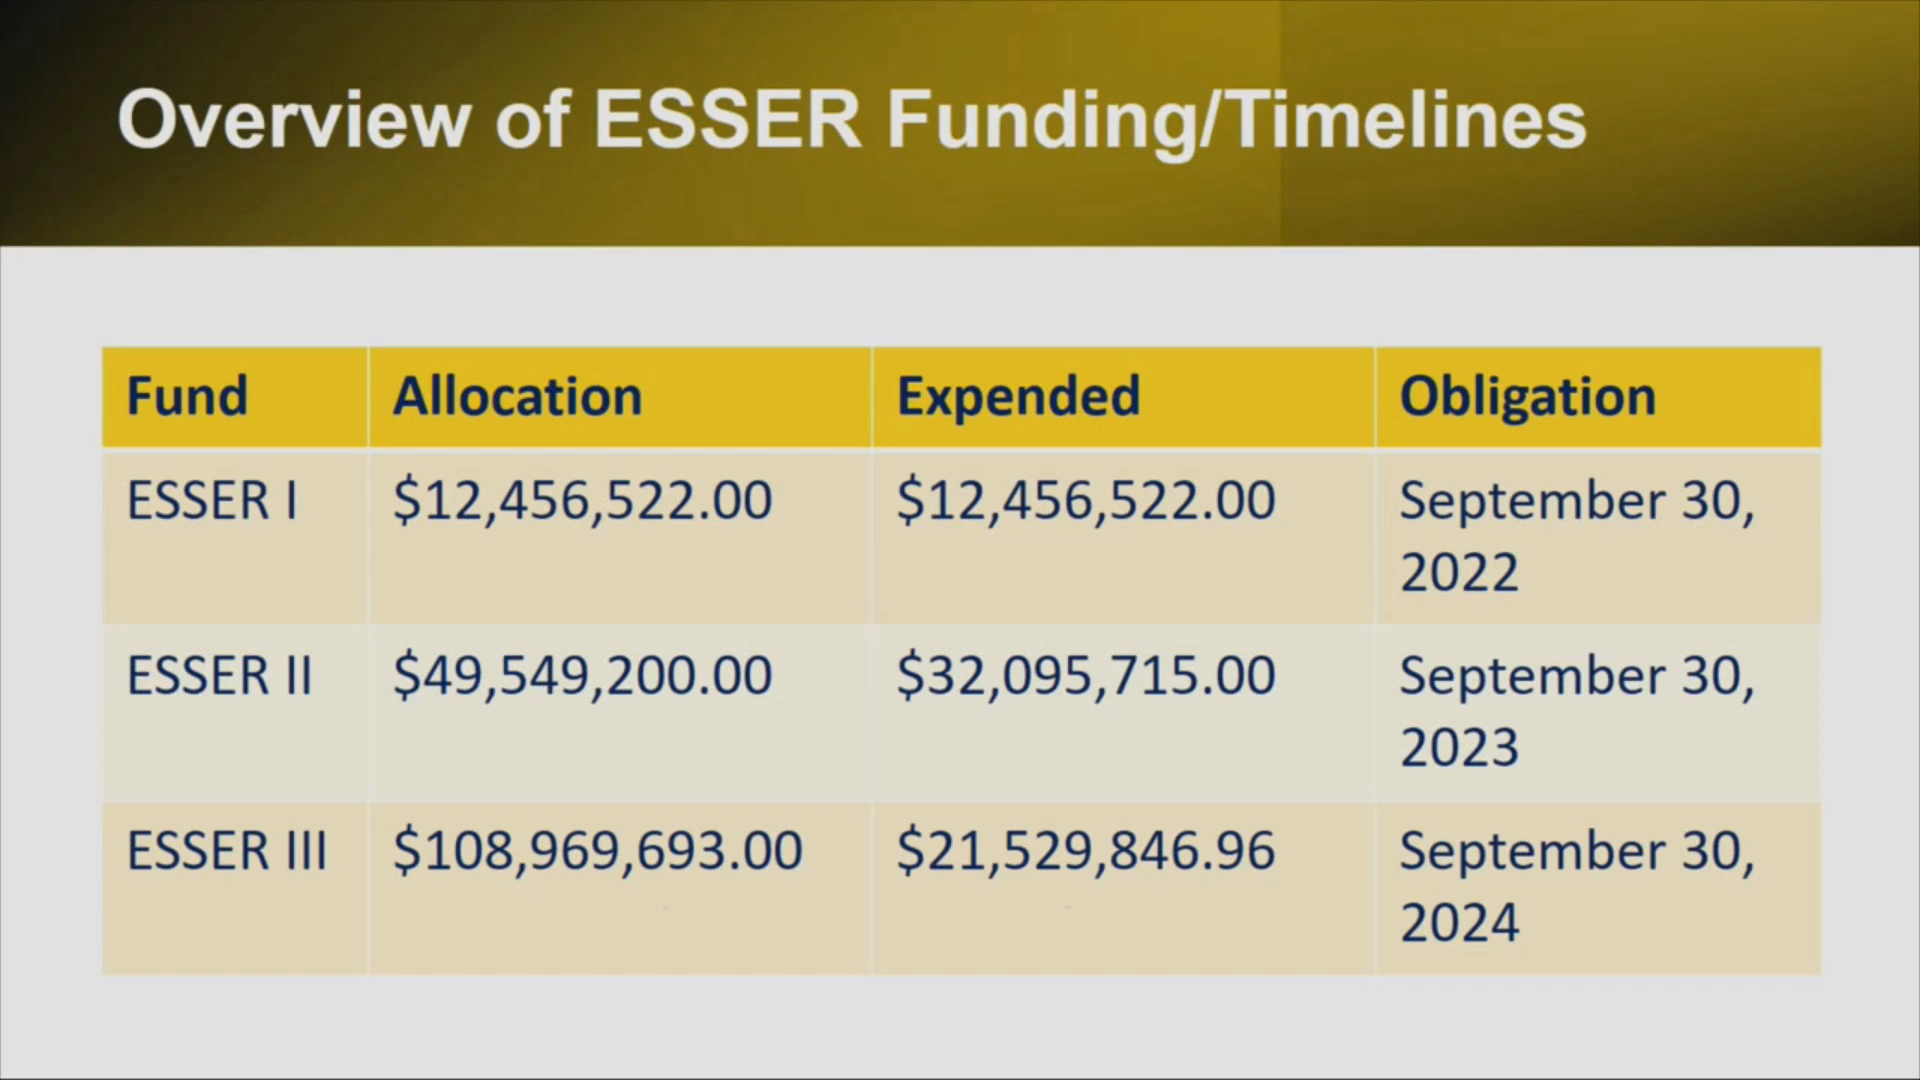 Overview of ESSER Funding/Timelines
Fund Allocation Expended Obligation
ESSER I $12,456,522.00 $12,456,522.00 September 30,
2022
ESSER II $49,549,200.00 $32,095,715.00 September 30,
2023
ESSER III $108,969,693.00 $21,529,846.96 September 30,
2024